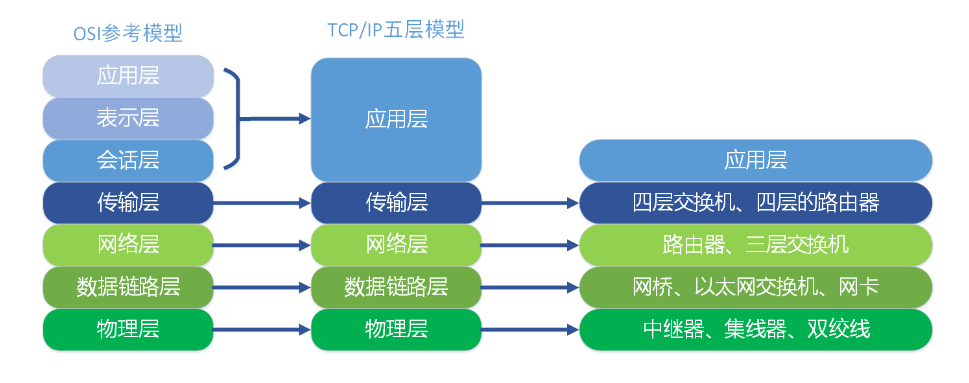 OSI参考模型
TCP/IP五层模型
应用层
表示层
会话层
传输层
网络层
数据链路层
物理层
应用层
传输层
网络层
数据链路层
物理层
应用层
四层交换机、四层的路由器
路由器、三层交换机
网桥、以太网交换机、网卡
中继器、集线器、双绞线